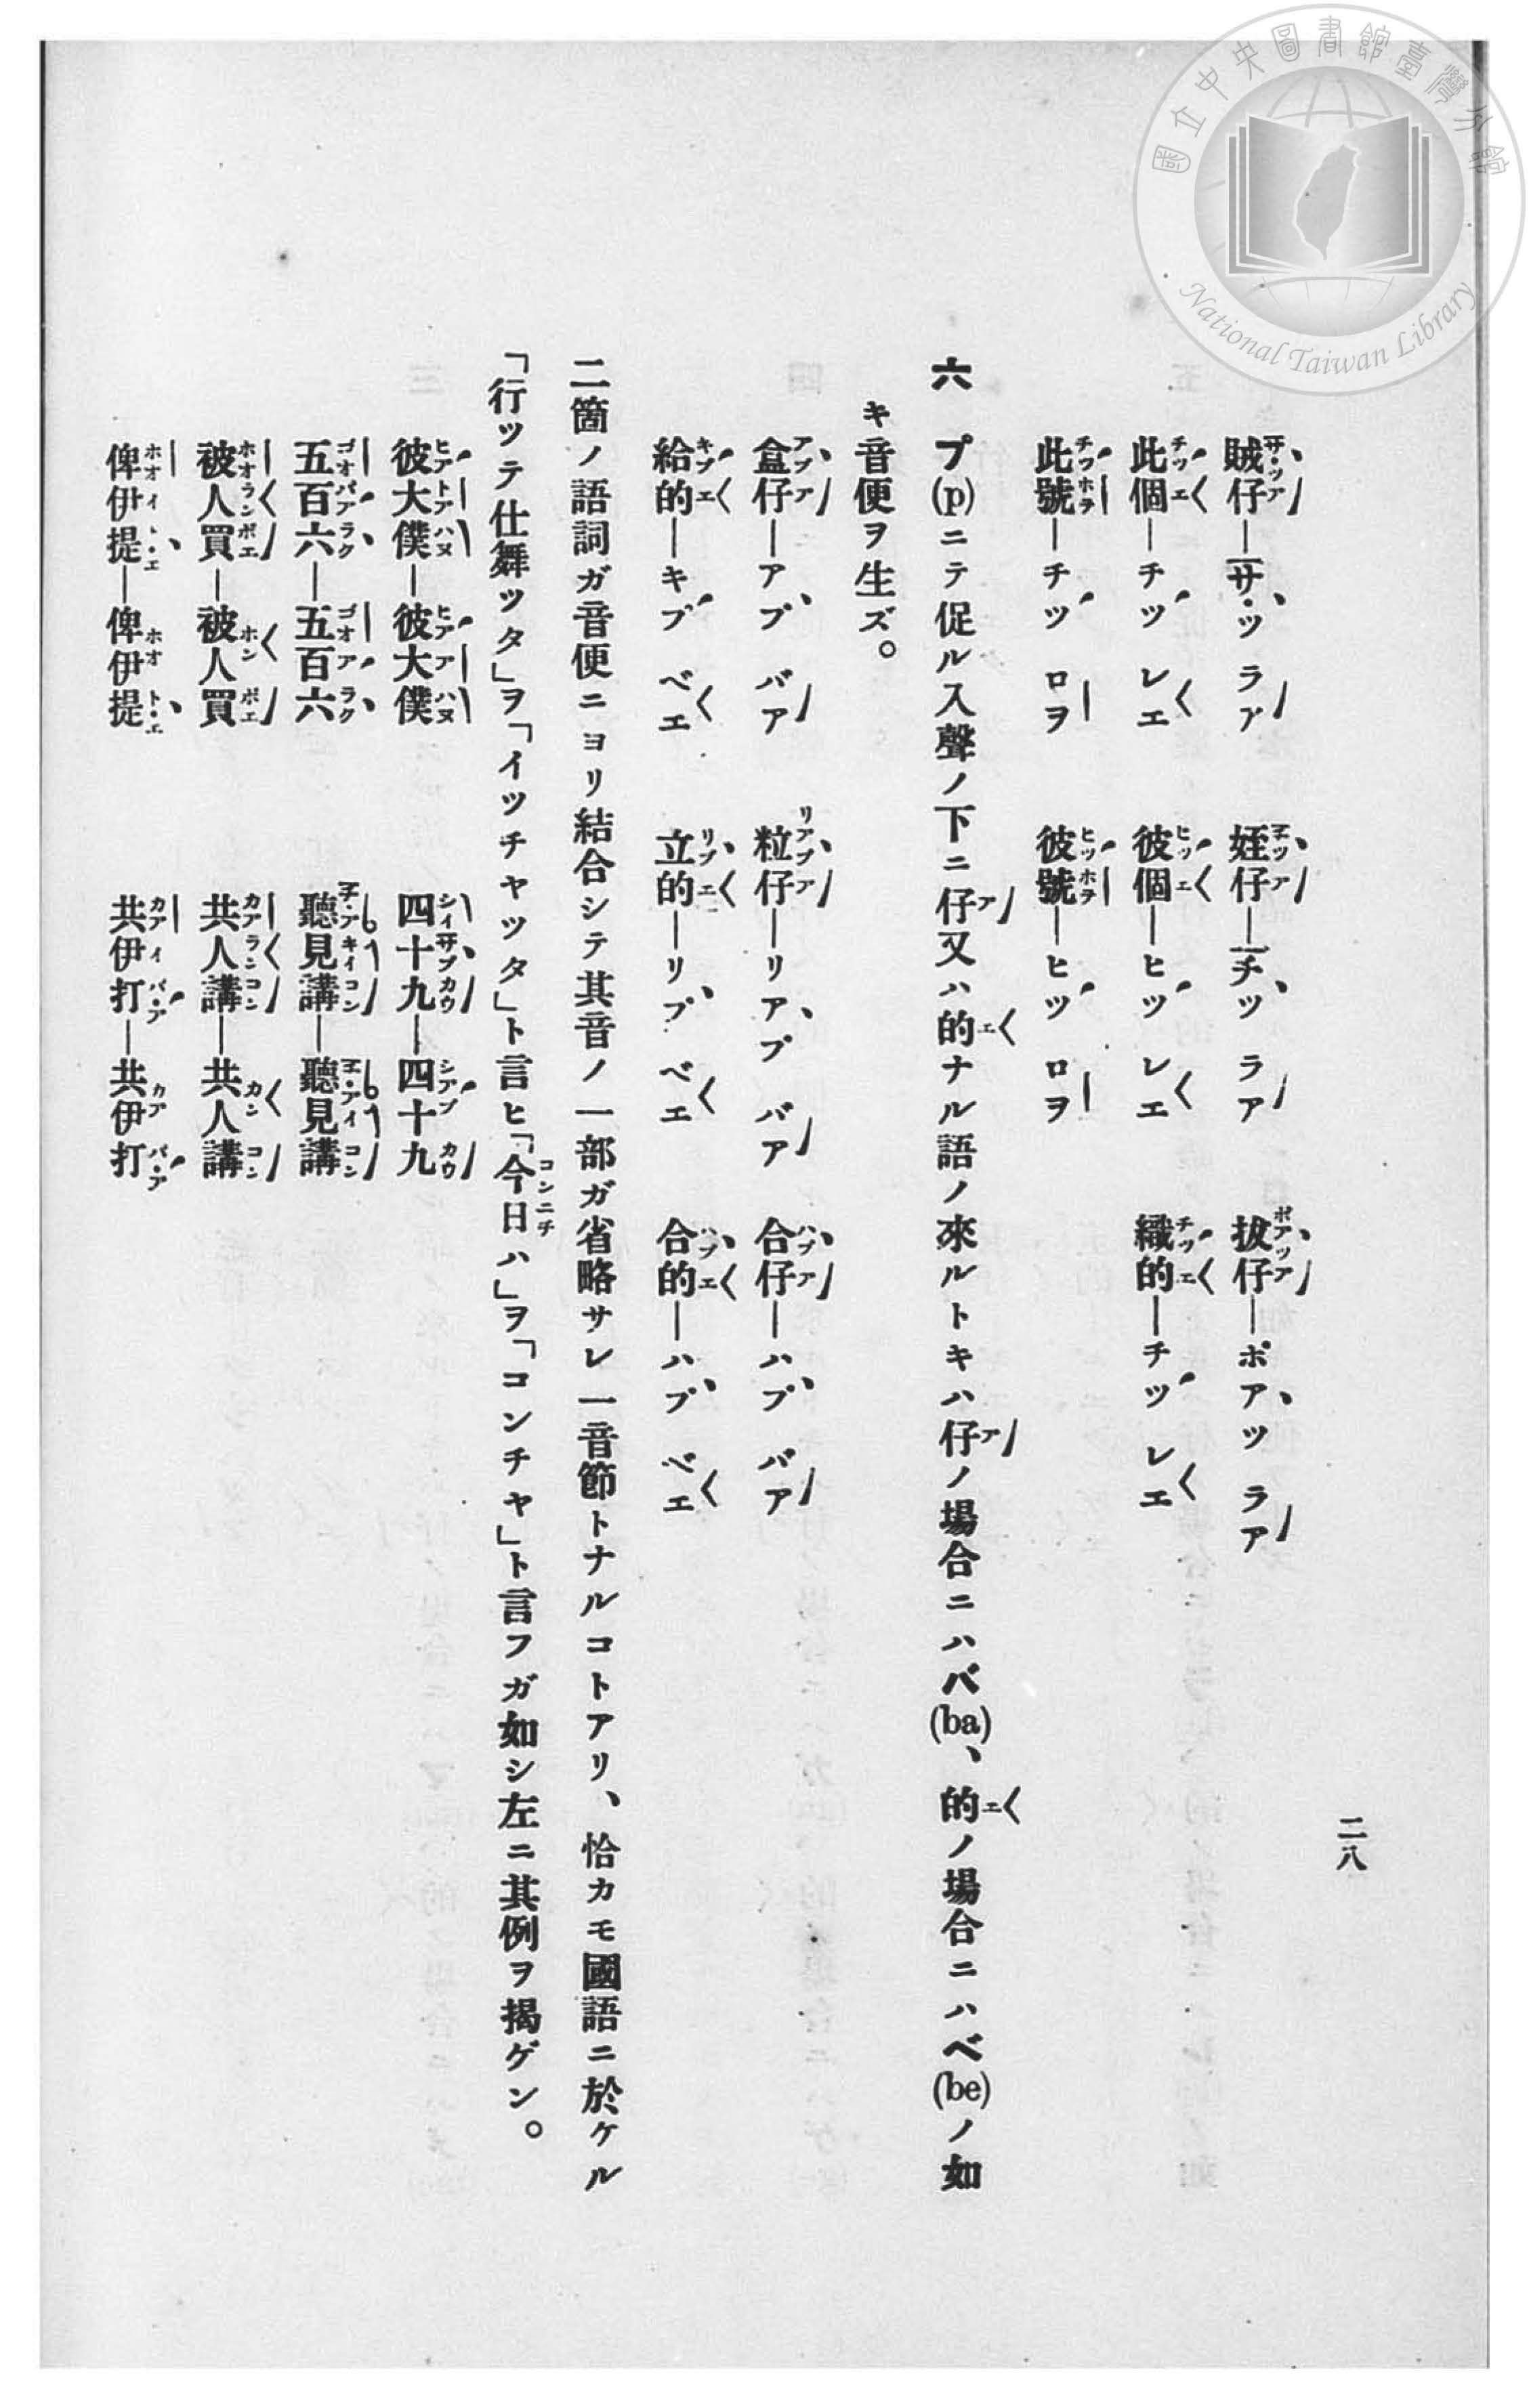 國立中央圖書館臺灣分館
National Taiwan Library
二八
賊仔―サッ ラァ 姪仔―チッ ラァ 拔仔―ポアッ ラァ
此個―チッ レエ 彼個―ヒッ レエ 織的―チッ レエ
此號―チッ ロヲ 彼號―ヒッ ロヲ
六 プ(p)ニテ促ル入聲ノ下ニ仔又ハ的ナル語ノ來ルトキハ仔ノ場合ニハバ(ba)、的ノ場合ニハベ(be)ノ如
キ音便ヲ生ズ。
盒仔―アプ バア 粒仔―リアプ バア 合仔―ハプ バア
給的―キプ ベエ 立的―リプ ベエ 合的―ハプ ベエ
二箇ノ語詞ガ音便ニヨリ結合シテ其音ノ一部ガ省略サレ一音節トナルコトアリ、恰カモ國語ニ於ケル
「行ツテ仕舞ツタ」ヲ「イツチヤツタ」ト言ヒ「今日ハ」ヲ「コンチヤ」ト言フガ如シ左ニ其例ヲ揭ゲン。
彼大僕―彼大僕 四十九―四十九
五百六―五百六 聽見講―聽見講
被人買―被人買 共人講―共人講
俾伊提―俾伊提 共伊打―共伊打